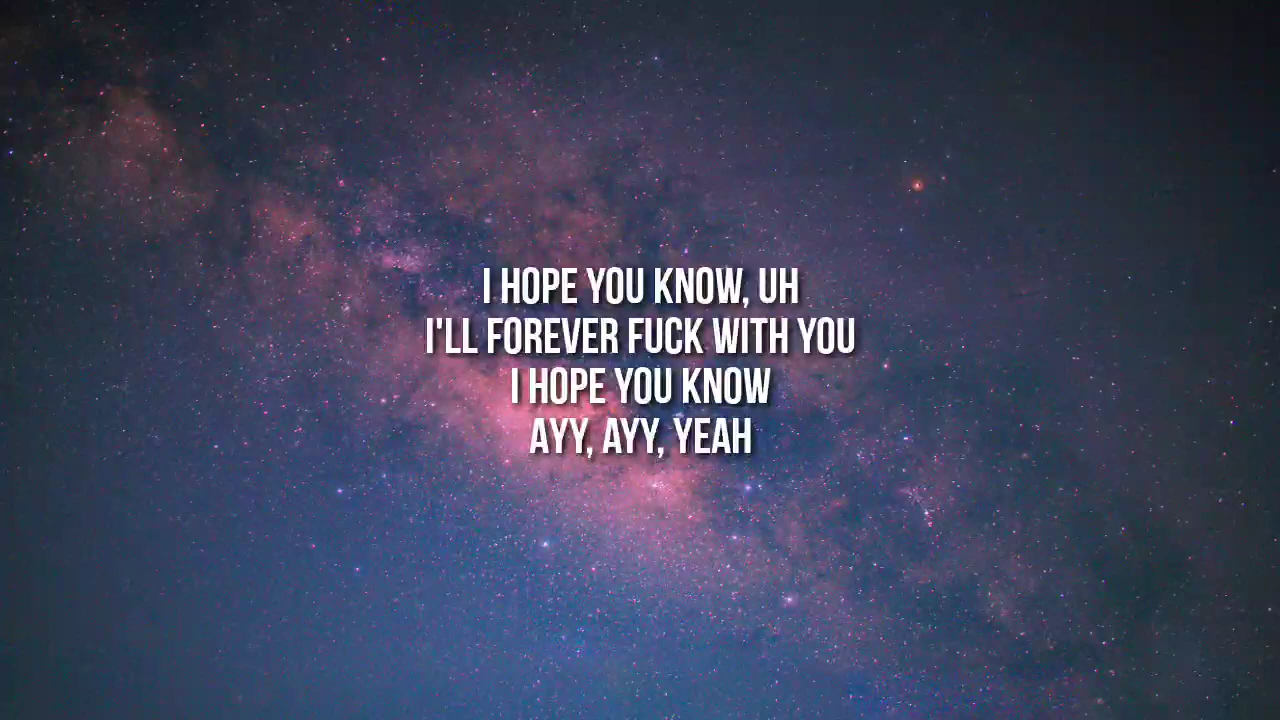 I HOPE YOU KNOW, UH
I'LL FOREVER FUCK WITH YOU
I HOPE YOU KNOW
AYY, AYY, YEAH